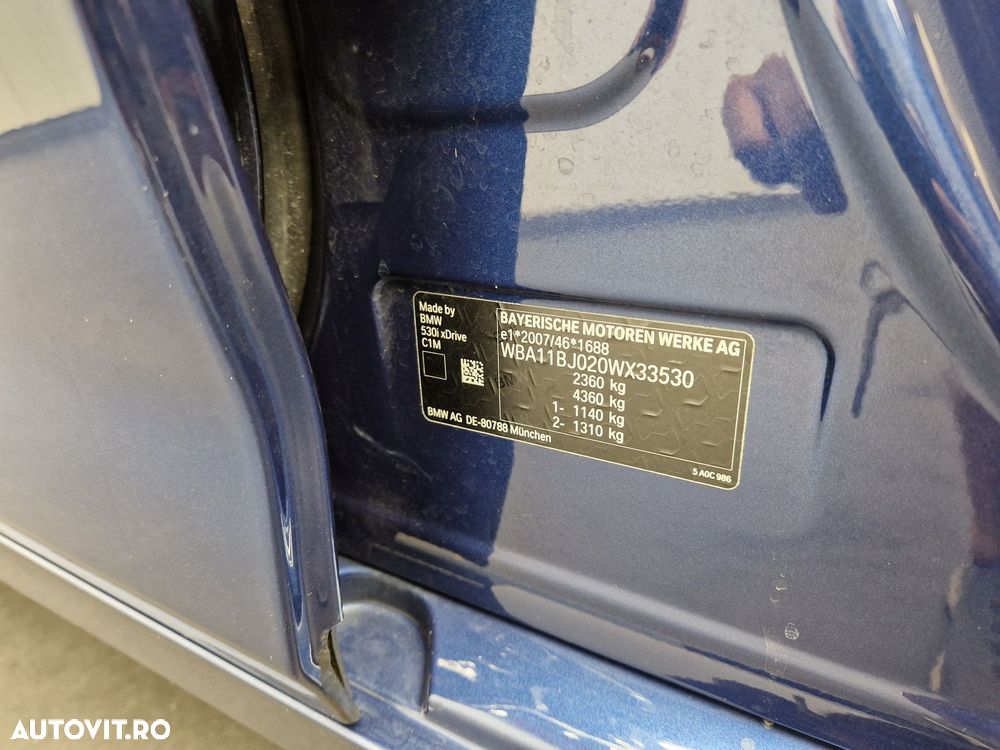 Made by
BMW
530i xDrive
C1M
BAYERISCHE MOTOREN WERKE AG
e1*2007/46*1688
WBA11BJ020WX33530
2360 kg
4360 kg
1- 1140 kg
2- 1310 kg
BMW AG DE-80788 München
5 A0C 986
AUTOVIT.RO